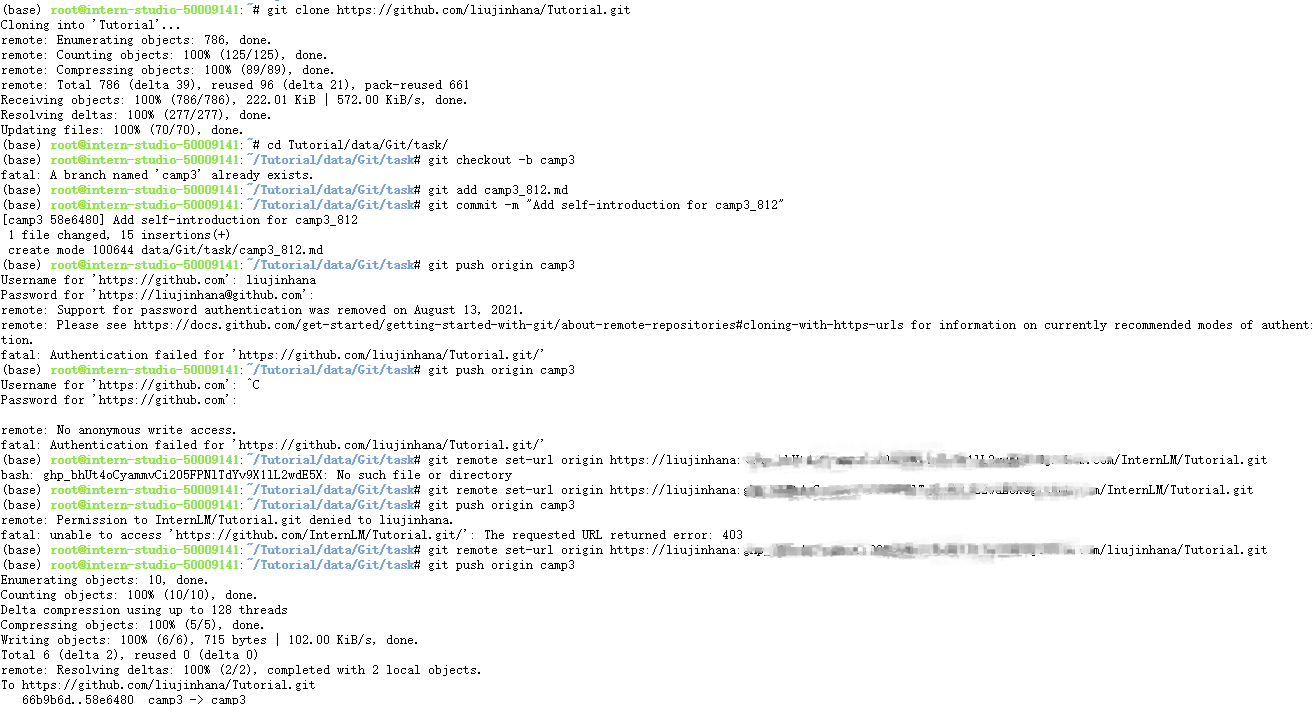 (base) root@intern-studio-50009141:~# git clone https://github.com/liujinhana/Tutorial.git
Cloning into 'Tutorial'...
remote: Enumerating objects: 786, done.
remote: Counting objects: 100% (125/125), done.
remote: Compressing objects: 100% (89/89), done.
remote: Total 786 (delta 39), reused 96 (delta 21), pack-reused 661
Receiving objects: 100% (786/786), 222.01 KiB | 572.00 KiB/s, done.
Resolving deltas: 100% (277/277), done.
Updating files: 100% (70/70), done.
(base) root@intern-studio-50009141:~# cd Tutorial/data/Git/task/
(base) root@intern-studio-50009141:~/Tutorial/data/Git/task# git checkout -b camp3
fatal: A branch named 'camp3' already exists.
(base) root@intern-studio-50009141:~/Tutorial/data/Git/task# git add camp3_812.md
(base) root@intern-studio-50009141:~/Tutorial/data/Git/task# git commit -m "Add self-introduction for camp3_812"
[camp3 58e6480] Add self-introduction for camp3_812
 1 file changed, 15 insertions(+)
 create mode 100644 data/Git/task/camp3_812.md
(base) root@intern-studio-50009141:~/Tutorial/data/Git/task# git push origin camp3
Username for 'https://github.com': liujinhana
Password for 'https://liujinhana@github.com':
remote: Support for password authentication was removed on August 13, 2021.
remote: Please see https://docs.github.com/get-started/getting-started-with-git/about-remote-repositories#cloning-with-https-urls for information on currently recommended modes of authenti
tion.
fatal: Authentication failed for 'https://github.com/liujinhana/Tutorial.git/'
(base) root@intern-studio-50009141:~/Tutorial/data/Git/task# git push origin camp3
Username for 'https://github.com': ^C
Password for 'https://github.com':
remote: No anonymous write access.
fatal: Authentication failed for 'https://github.com/liujinhana/Tutorial.git/'
(base) root@intern-studio-50009141:~/Tutorial/data/Git/task# git remote set-url origin https://liujinhana: com/InternLM/Tutorial.git
bash: : No such file or directory
(base) root@intern-studio-50009141:~/Tutorial/data/Git/task# git remote set-url origin https://liujinhana: /InternLM/Tutorial.git
(base) root@intern-studio-50009141:~/Tutorial/data/Git/task# git push origin camp3
remote: Permission to InternLM/Tutorial.git denied to liujinhana.
fatal: unable to access 'https://github.com/InternLM/Tutorial.git/': The requested URL returned error: 403
(base) root@intern-studio-50009141:~/Tutorial/data/Git/task# git remote set-url origin https://liujinhana: m/liujinhana/Tutorial.git
(base) root@intern-studio-50009141:~/Tutorial/data/Git/task# git push origin camp3
Enumerating objects: 10, done.
Counting objects: 100% (10/10), done.
Delta compression using up to 128 threads
Compressing objects: 100% (5/5), done.
Writing objects: 100% (6/6), 715 bytes | 102.00 KiB/s, done.
Total 6 (delta 2), reused 0 (delta 0)
remote: Resolving deltas: 100% (2/2), completed with 2 local objects.
To https://github.com/liujinhana/Tutorial.git
   66b9b6d..58e6480  camp3 -> camp3